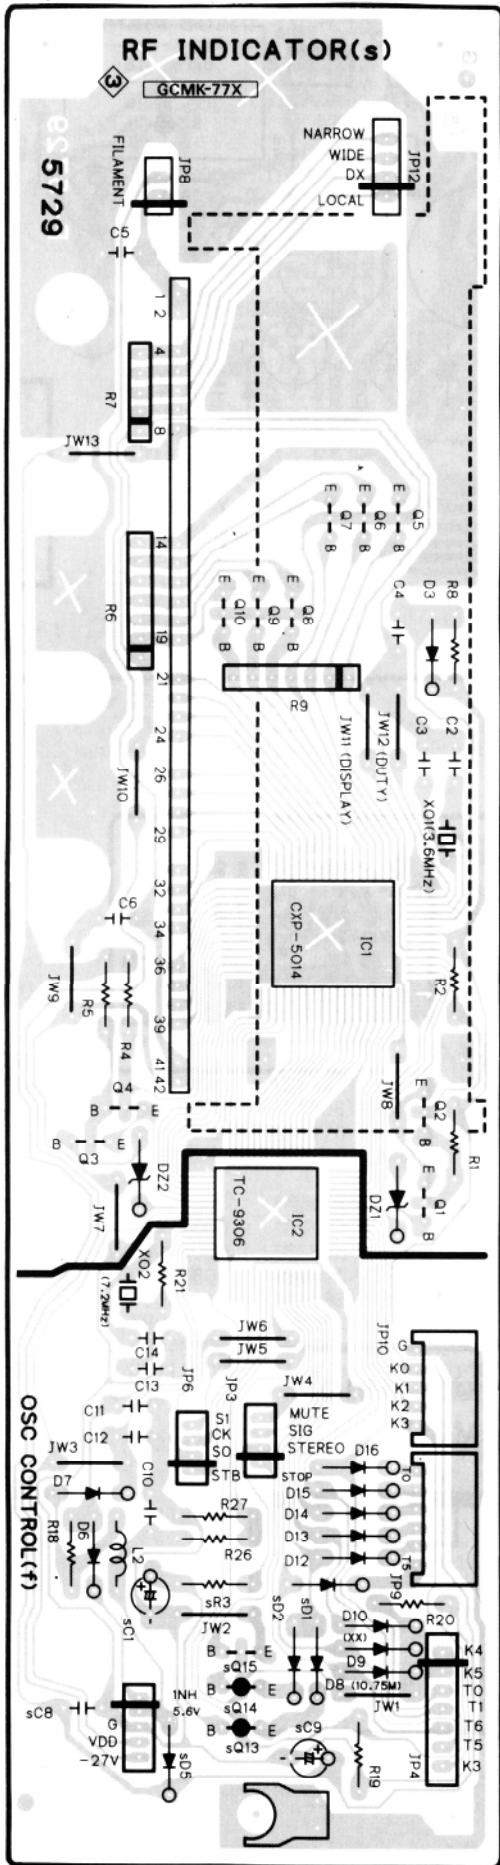 RF INDICATOR(s)
3
GCMK-77X
92 5729
FILAMENT
JP8
NARROW
WIDE
DX
LOCAL
JP12
C5
1
2
4
R7
8
JW13
E Q7 B
E Q6 B
E Q5 B
14
R6
19
21
E Q10 B
E Q9 B
E Q8 B
C4
D3
R8
R9
24
26
JW10
29
JW11 (DISPLAY)
JW12 (DUTY)
C3
C2
XO1(3.6MHz)
32
C6
34
CXP-5014
IC1
36
JW9
R5
R4
R2
39
41
42
Q4
B E
JW8
E Q2 B
R1
B E
Q3
DZ2
JW7
TC-9306
IC2
DZ1
E Q1 B
XO2
(7.2MHz)
R21
C14
C13
JW6
JW5
JP10
G
K0
K1
K2
K3
JP6
JP3
JW4
C11
C12
S1
CK
SO
STB
MUTE
SIG
STEREO
OSC CONTROL(f)
JW3
D7
C10
STOP
D16
T0
D15
D14
D13
D12
T5
R27
R26
R18
D6
L2
sC1
sR3
JW2
JP9
R20
sD2
sD1
D10
(XX)
D9
D8 (10.75M)
JW1
B E
sQ15
sQ14
B E
sQ13
K4
K5
T0
T1
T6
T5
K3
JP4
sC8
1NH
5.6V
G
VDD
-27V
sD5
sC9
R19